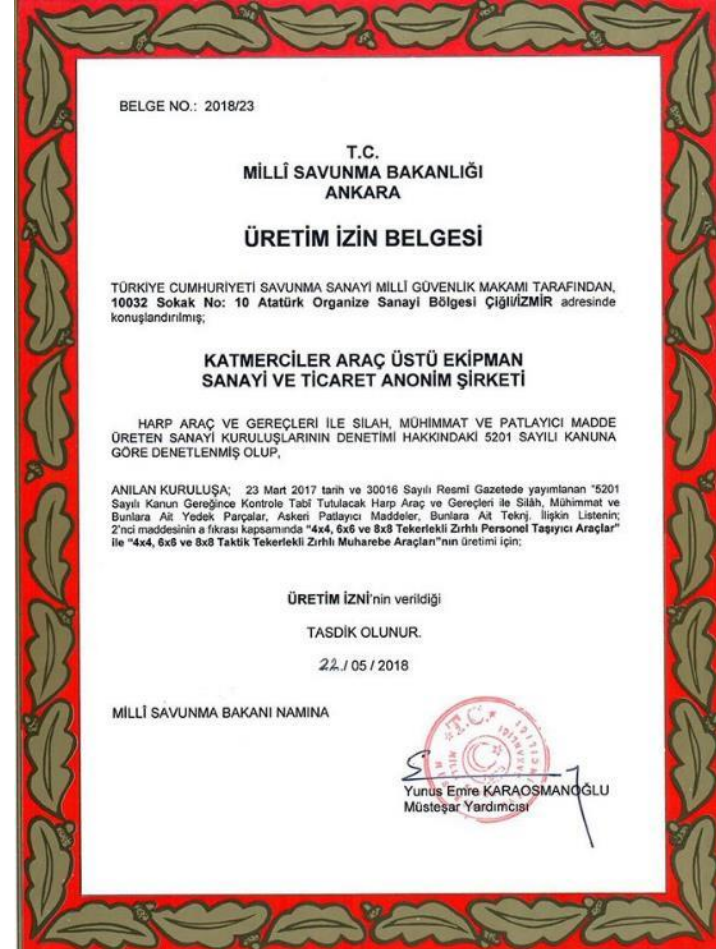 BELGE NO.: 2018/23
T.C.
MİLLÎ SAVUNMA BAKANLIĞI
ANKARA
ÜRETİM İZİN BELGESİ
TÜRKİYE CUMHURİYETİ SAVUNMA SANAYİ MİLLÎ GÜVENLİK MAKAMI TARAFINDAN,
10032 Sokak No: 10 Atatürk Organize Sanayi Bölgesi Çiğli/İZMİR adresinde
konuşlandırılmış;
KATMERCİLER ARAÇ ÜSTÜ EKİPMAN
SANAYİ VE TİCARET ANONİM ŞİRKETİ
HARP ARAÇ VE GEREÇLERİ İLE SİLAH, MÜHİMMAT VE PATLAYICI MADDE
ÜRETEN SANAYİ KURULUŞLARININ DENETİMİ HAKKINDAKİ 5201 SAYILI KANUNA
GÖRE DENETLENMİŞ OLUP,
ANILAN KURULUŞA; 23 Mart 2017 tarih ve 30016 Sayılı Resmî Gazetede yayımlanan "5201
Sayılı Kanun Gereğince Kontrole Tabî Tutulacak Harp Araç ve Gereçleri ile Silâh, Mühimmat ve
Bunlara Ait Yedek Parçalar, Askeri Patlayıcı Maddeler, Bunlara Ait Teknj. İlişkin Listenin;
2'nci maddesinin a fıkrası kapsamında "4x4, 6x6 ve 8x8 Tekerlekli Zırhlı Personel Taşıyıcı Araçlar"
ile "4x4, 6x6 ve 8x8 Taktik Tekerlekli Zırhlı Muharebe Araçları"nın üretimi için;
ÜRETİM İZNİ'nin verildiği
TASDİK OLUNUR.
22./ 05 / 2018
MİLLÎ SAVUNMA BAKANI NAMINA
T.C.
Yunus Emre KARAOSMANOĞLU
Müsteşar Yardımcısı